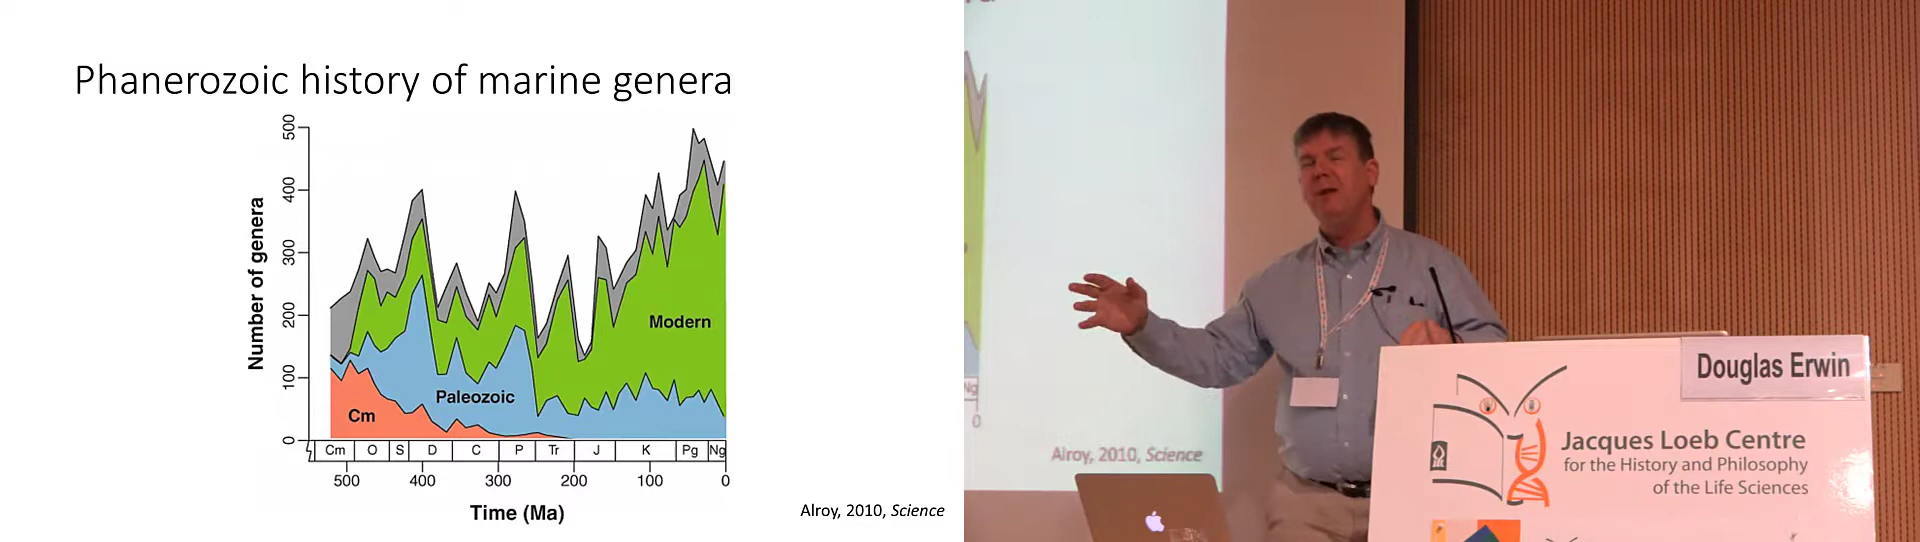 Phanerozoic history of marine genera
Number of genera
500
400
300
200
100
0
Modern
Paleozoic
Cm
Cm O S D C P Tr J K Pg Ng
500 400 300 200 100 0
Time (Ma)
Alroy, 2010, Science
Ng
0
Alroy, 2010, Science
Douglas Erwin
Jacques Loeb Centre
for the History and Philosophy
of the Life Sciences